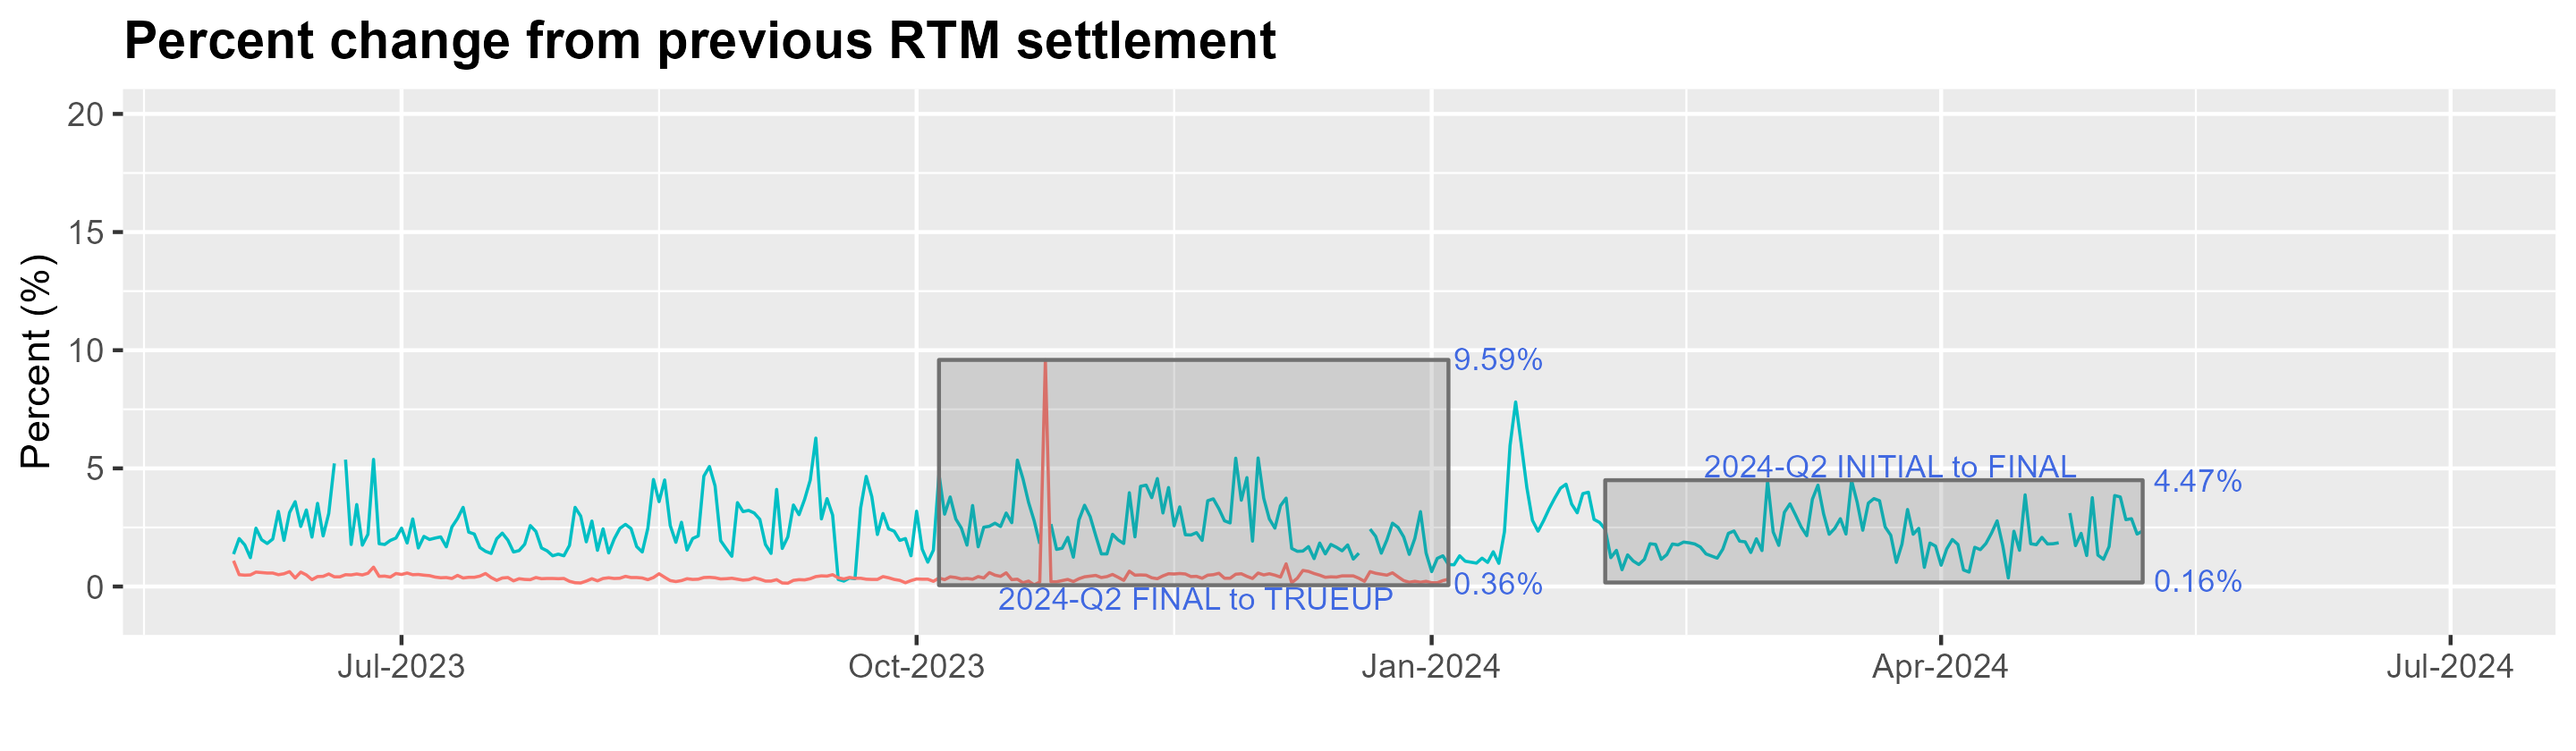 Percent change from previous RTM settlement
Percent (%)
20
15
10
5
0
9.59%
0.36%
2024-Q2 FINAL to TRUEUP
2024-Q2 INITIAL to FINAL
4.47%
0.16%
Jul-2023
Oct-2023
Jan-2024
Apr-2024
Jul-2024